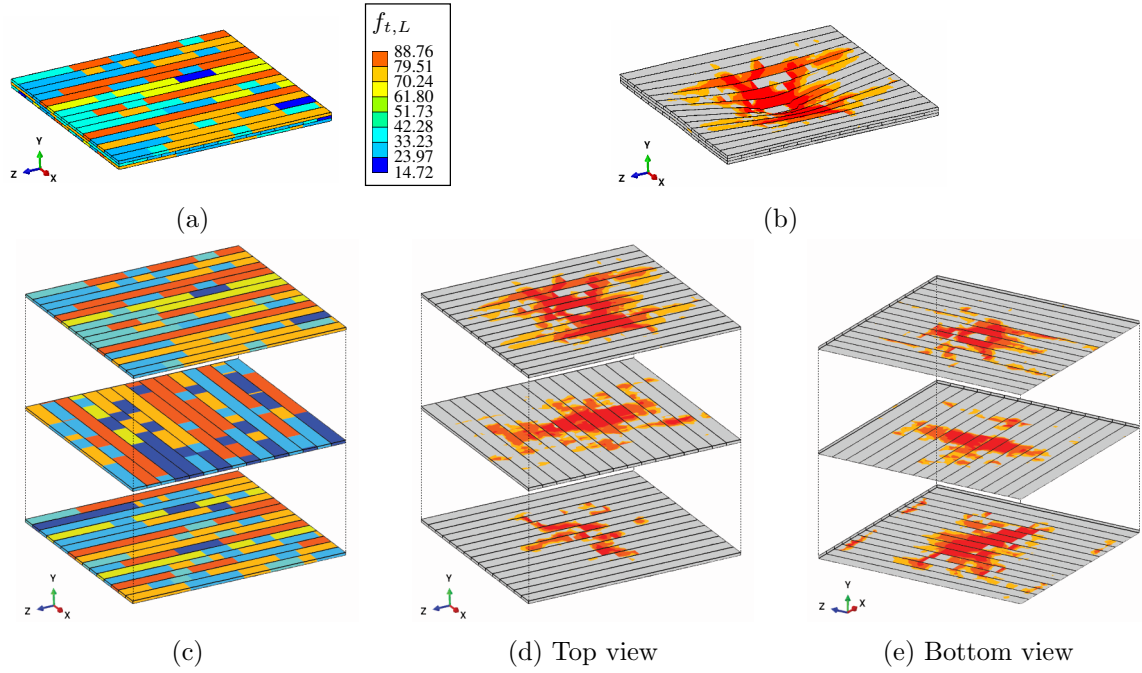 f_{t,L}
88.76
79.51
70.24
61.80
51.73
42.28
33.23
23.97
14.72
Y
Z
X
Y
Z
X
(a)
(b)
Y
Z
X
Y
Z
X
Y
Z
X
(c)
(d) Top view
(e) Bottom view